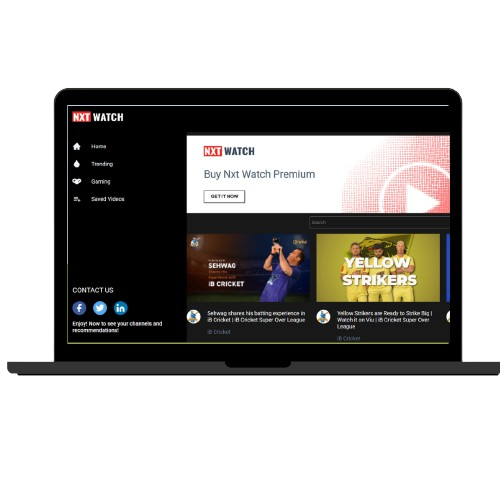 NXT WATCH
Home
Trending
Gaming
Saved Videos
CONTACT US
Enjoy! Now to see your channels and
recommendations!
NXT WATCH
Buy Nxt Watch Premium
GET IT NOW
Search
viu
SEHWAG
iB CRICKET
Sehwag shares his batting experience in
iB Cricket | iB Cricket Super Over League
iB Cricket
YELLOW
STRIKERS
Yellow Strikers are Ready to Strike Big |
Watch it on Viu | iB Cricket Super Over
League
iB Cricket